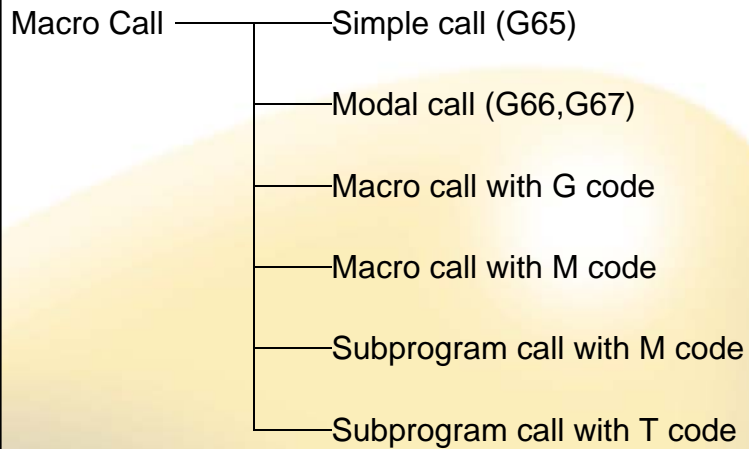 Macro Call Simple call (G65)
Modal call (G66,G67)
Macro call with G code
Macro call with M code
Subprogram call with M code
Subprogram call with T code